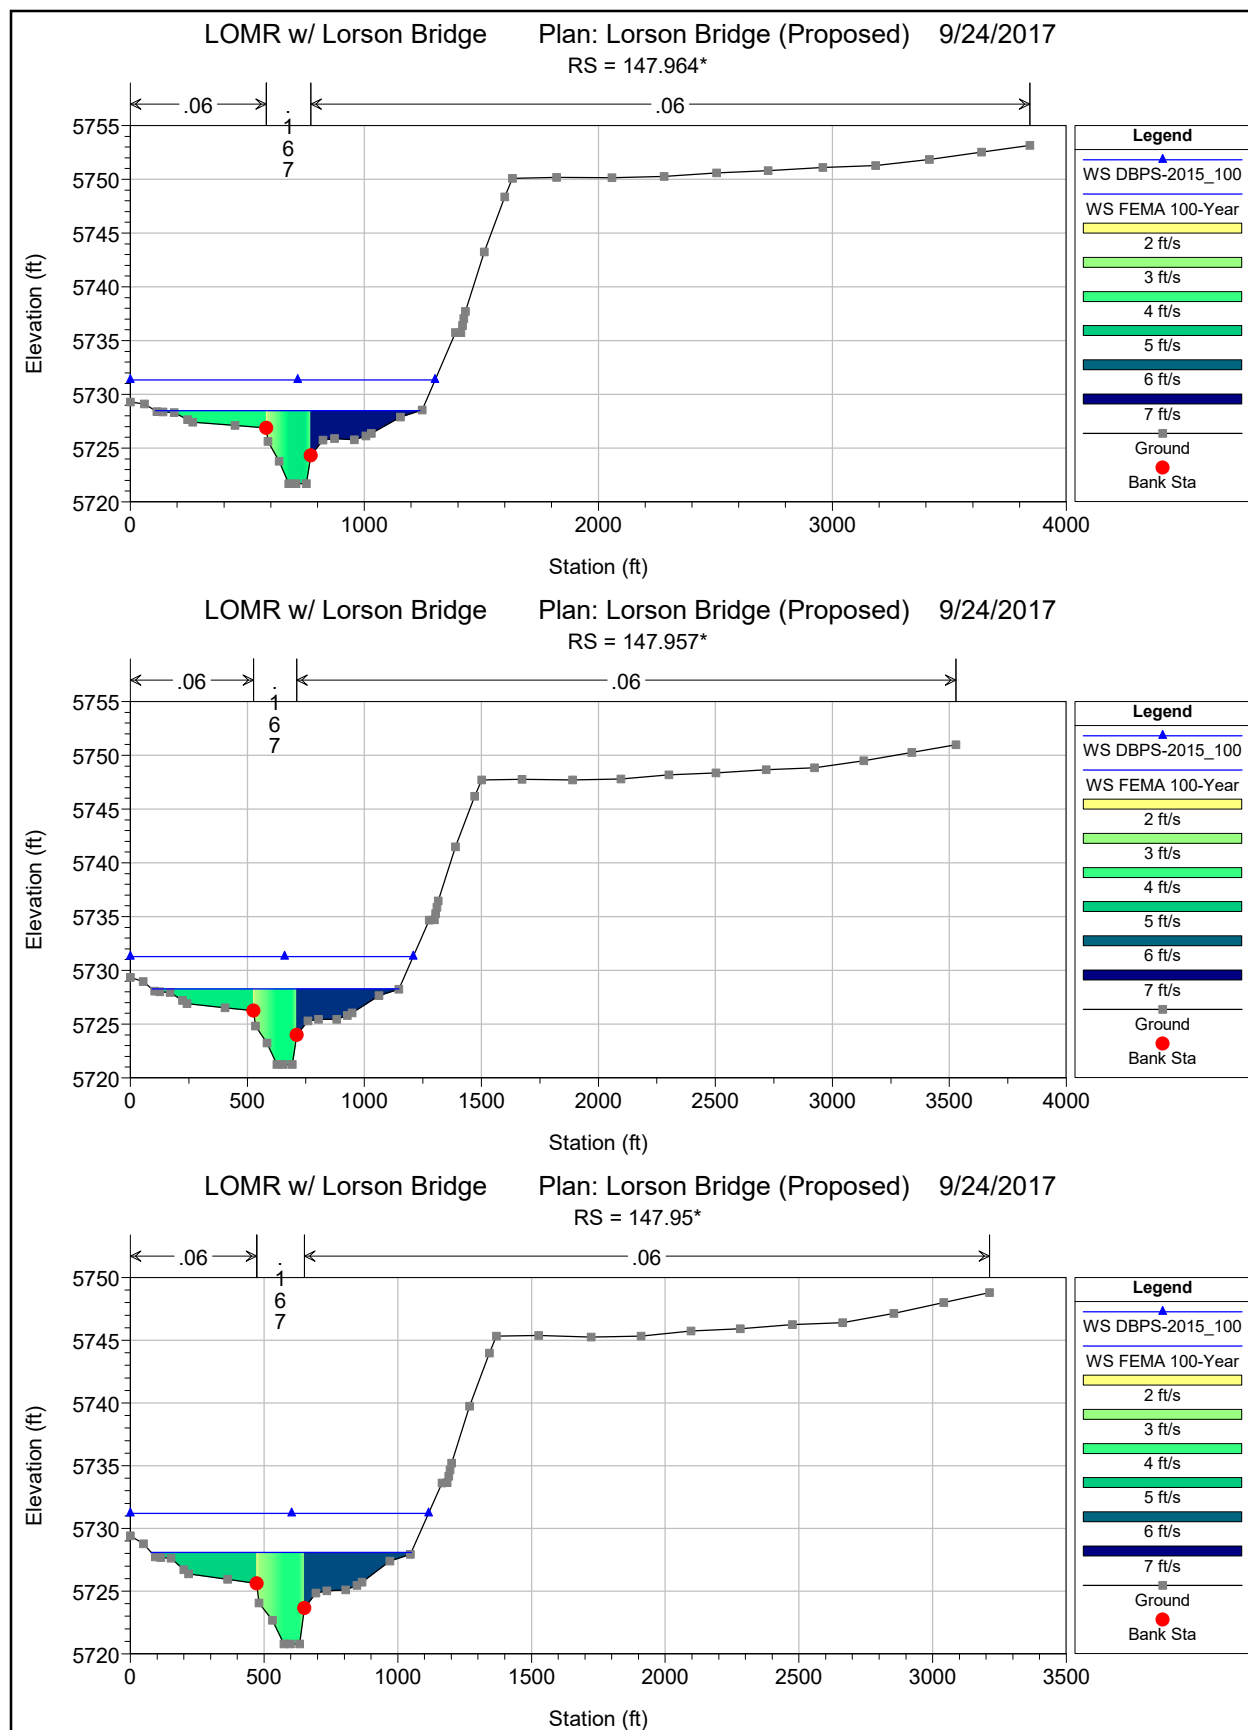 LOMR w/ Lorson Bridge Plan: Lorson Bridge (Proposed) 9/24/2017
RS = 147.964*
.06
.167
.06
5755
5750
5745
5740
5735
5730
5725
5720
Elevation (ft)
0 1000 2000 3000 4000
Station (ft)
Legend
WS DBPS-2015_100
WS FEMA 100-Year
2 ft/s
3 ft/s
4 ft/s
5 ft/s
6 ft/s
7 ft/s
Ground
Bank Sta
LOMR w/ Lorson Bridge Plan: Lorson Bridge (Proposed) 9/24/2017
RS = 147.957*
.06
.167
.06
5755
5750
5745
5740
5735
5730
5725
5720
Elevation (ft)
0 500 1000 1500 2000 2500 3000 3500 4000
Station (ft)
Legend
WS DBPS-2015_100
WS FEMA 100-Year
2 ft/s
3 ft/s
4 ft/s
5 ft/s
6 ft/s
7 ft/s
Ground
Bank Sta
LOMR w/ Lorson Bridge Plan: Lorson Bridge (Proposed) 9/24/2017
RS = 147.95*
.06
.167
.06
5750
5745
5740
5735
5730
5725
5720
Elevation (ft)
0 500 1000 1500 2000 2500 3000 3500
Station (ft)
Legend
WS DBPS-2015_100
WS FEMA 100-Year
2 ft/s
3 ft/s
4 ft/s
5 ft/s
6 ft/s
7 ft/s
Ground
Bank Sta